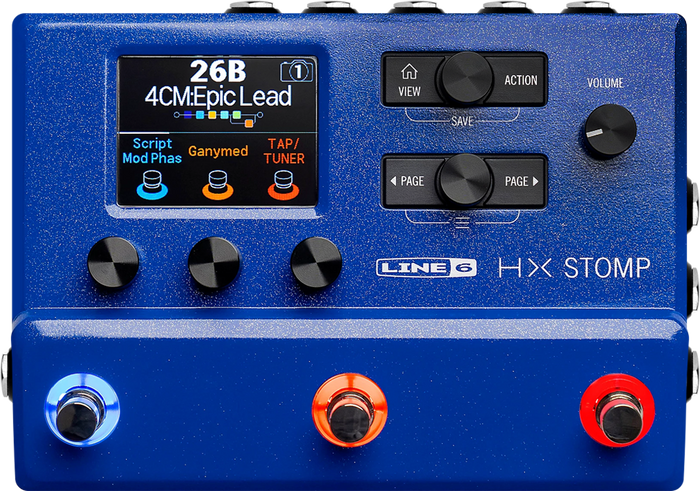 26B
1
4CM:Epic Lead
Script
Mod Phas
Ganymed
TAP/
TUNER
VIEW
ACTION
SAVE
PAGE
PAGE
VOLUME
LINE 6
HX STOMP